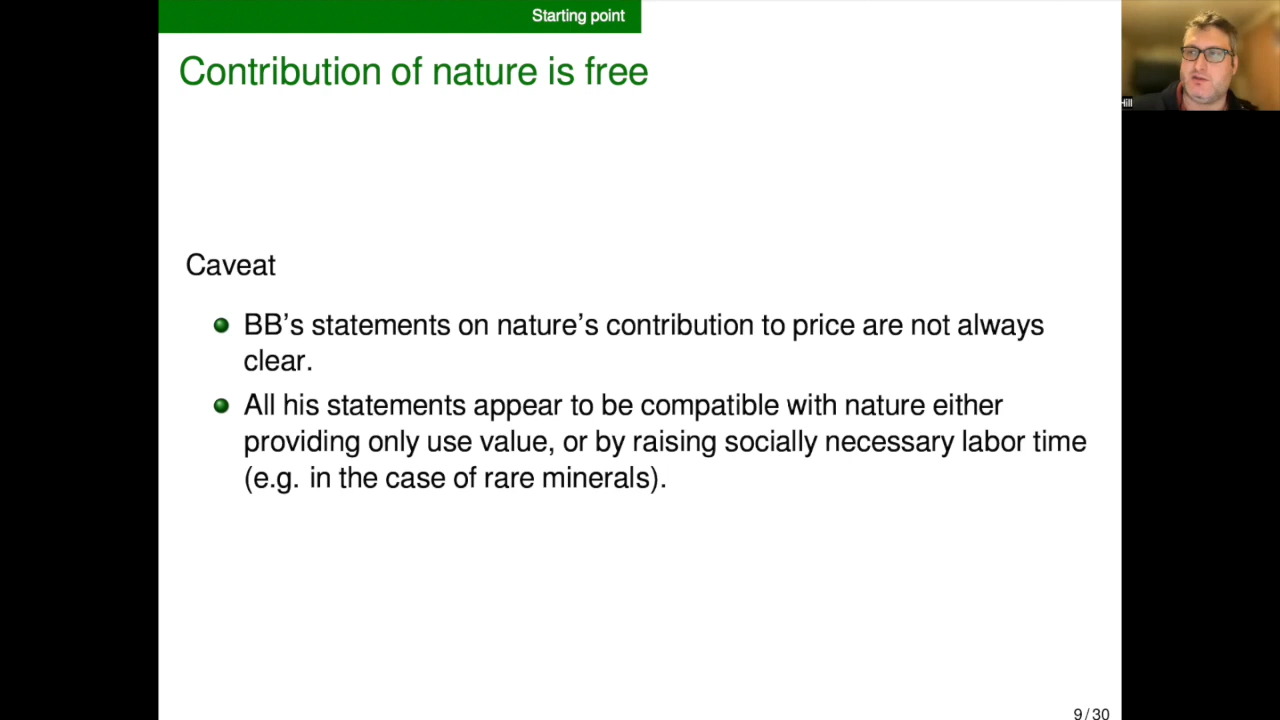 Starting point
Contribution of nature is free
Hill
Caveat
BB's statements on nature's contribution to price are not always
clear.
All his statements appear to be compatible with nature either
providing only use value, or by raising socially necessary labor time
(e.g. in the case of rare minerals).
9/30